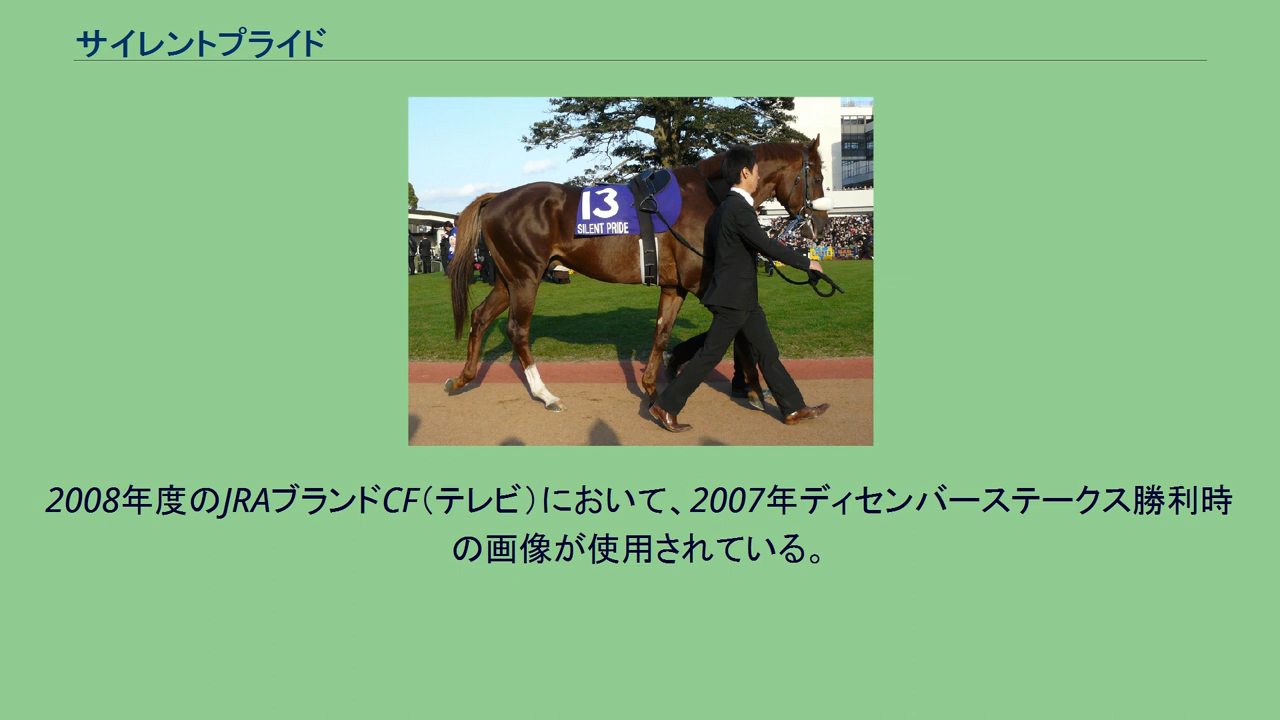 サイレントプライド
13
SILENT PRIDE
2008年度のJRAブランドCF（テレビ）において、2007年ディセンバーステークス勝利時
の画像が使用されている。